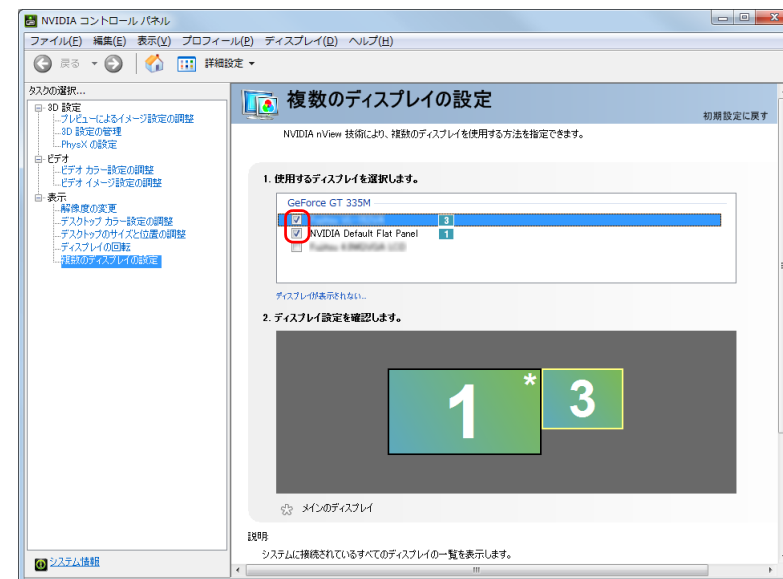 NVIDIA コントロール パネル
ファイル(F) 編集(E) 表示(V) プロフィール(P) ディスプレイ(D) ヘルプ(H)
戻る 詳細設定
タスクの選択...
3D 設定
プレビューによるイメージ設定の調整
3D 設定の管理
PhysX の設定
ビデオ
ビデオ カラー設定の調整
ビデオ イメージ設定の調整
表示
解像度の変更
デスクトップ カラー設定の調整
デスクトップのサイズと位置の調整
ディスプレイの回転
複数のディスプレイの設定
システム情報
複数のディスプレイの設定
初期設定に戻す
NVIDIA nView 技術により、複数のディスプレイを使用する方法を指定できます。
1. 使用するディスプレイを選択します。
GeForce GT 335M
3
NVIDIA Default Flat Panel 1
ディスプレイが表示されない...
2. ディスプレイ設定を確認します。
1 * 3
メインのディスプレイ
説明
システムに接続されているすべてのディスプレイの一覧を表示します。